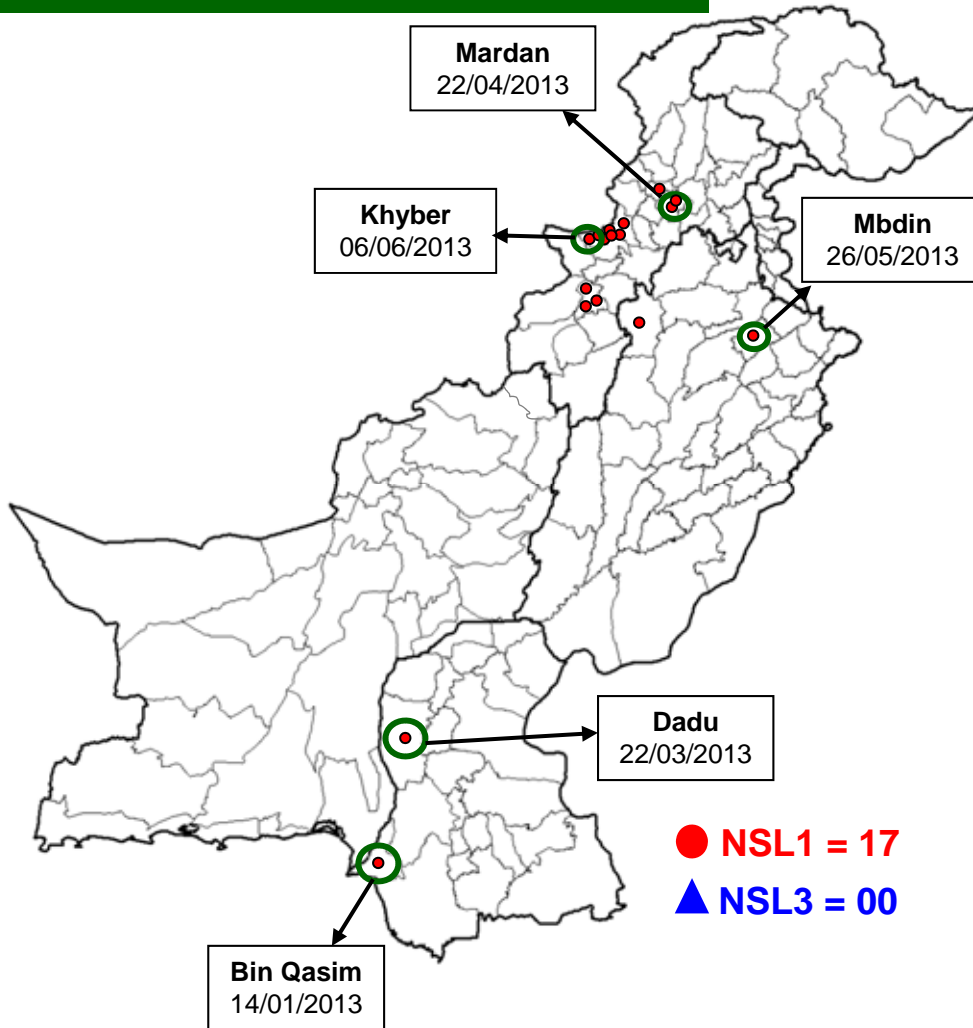 Mardan
22/04/2013
Khyber
06/06/2013
Mbdin
26/05/2013
Dadu
22/03/2013
NSL1 = 17
NSL3 = 00
Bin Qasim
14/01/2013